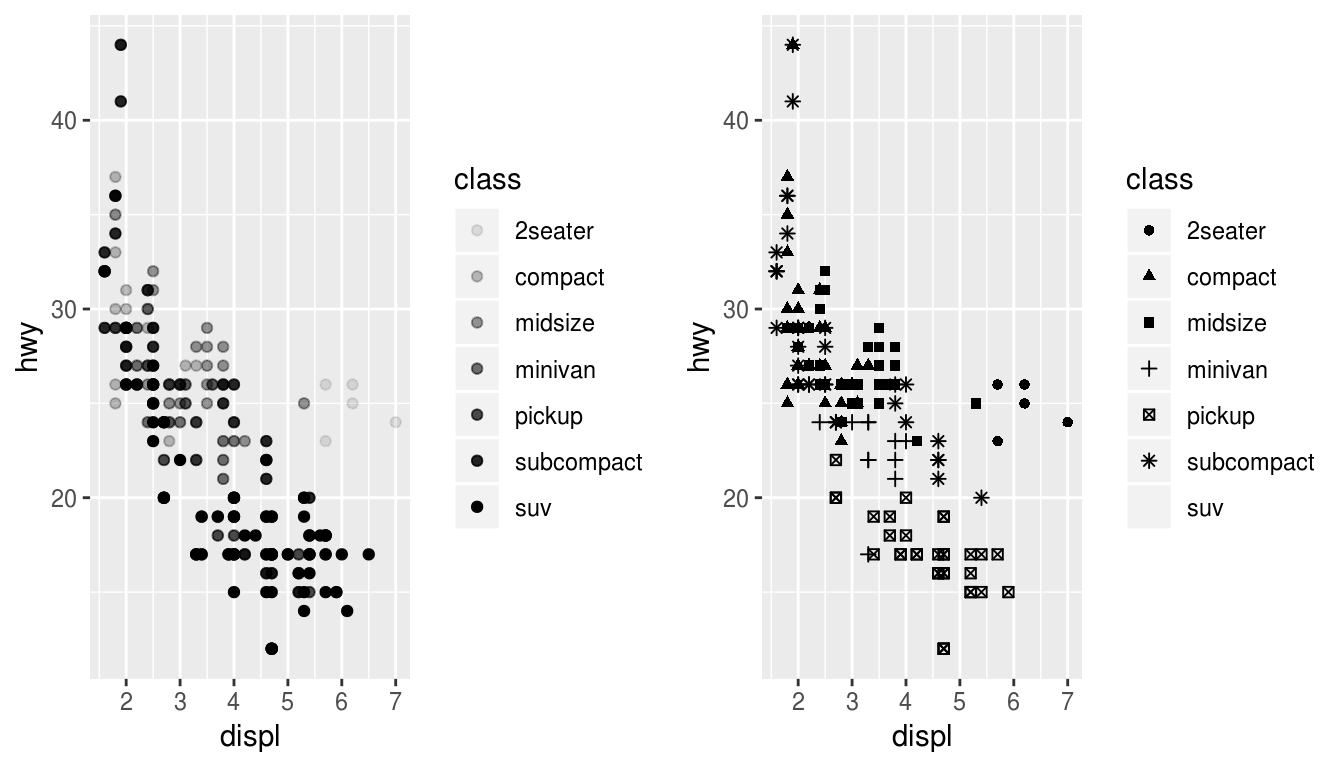 40
30
20
hwy
2 3 4 5 6 7
displ
class
2seater
compact
midsize
minivan
pickup
subcompact
suv
40
30
20
hwy
2 3 4 5 6 7
displ
class
2seater
compact
midsize
minivan
pickup
subcompact
suv